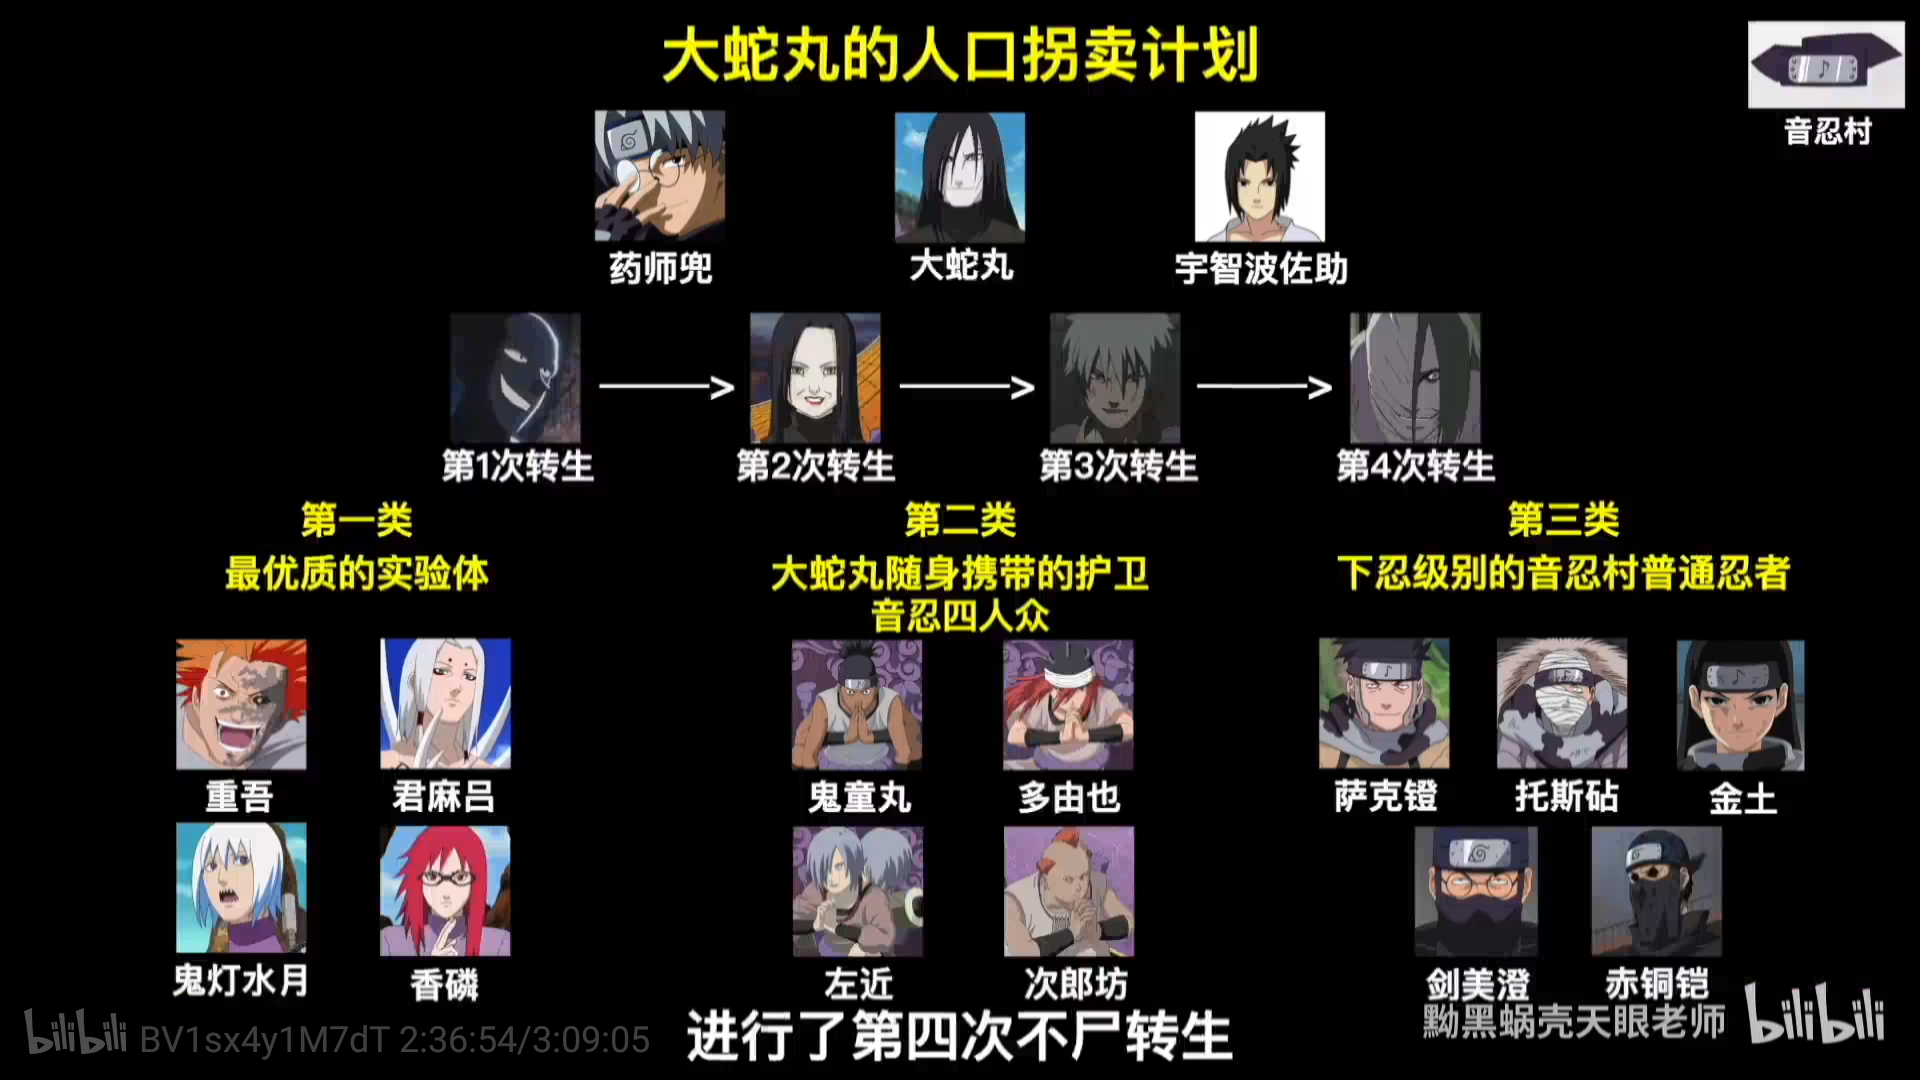 大蛇丸的人口拐卖计划
音忍村
药师兜
大蛇丸
宇智波佐助
第1次转生
第2次转生
第3次转生
第4次转生
第一类
最优质的实验体
第二类
大蛇丸随身携带的护卫
音忍四人众
第三类
下忍级别的音忍村普通忍者
重吾
君麻吕
鬼童丸
多由也
萨克镫
托斯砧
金土
鬼灯水月
香磷
左近
次郎坊
剑美澄
赤铜铠
黝黑蜗壳天眼老师
bilibili
bilibili BV1sx4y1M7dT 2:36:54/3:09:05
进行了第四次不尸转生